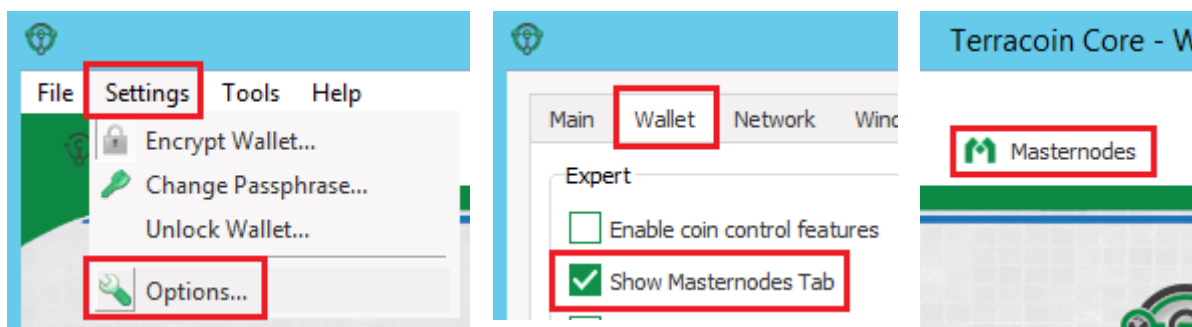 File Settings Tools Help
Encrypt Wallet...
Change Passphrase...
Unlock Wallet...
Options...
Main Wallet Network
Expert
Enable coin control features
Show Masternodes Tab
Terracoin Core -
Masternodes